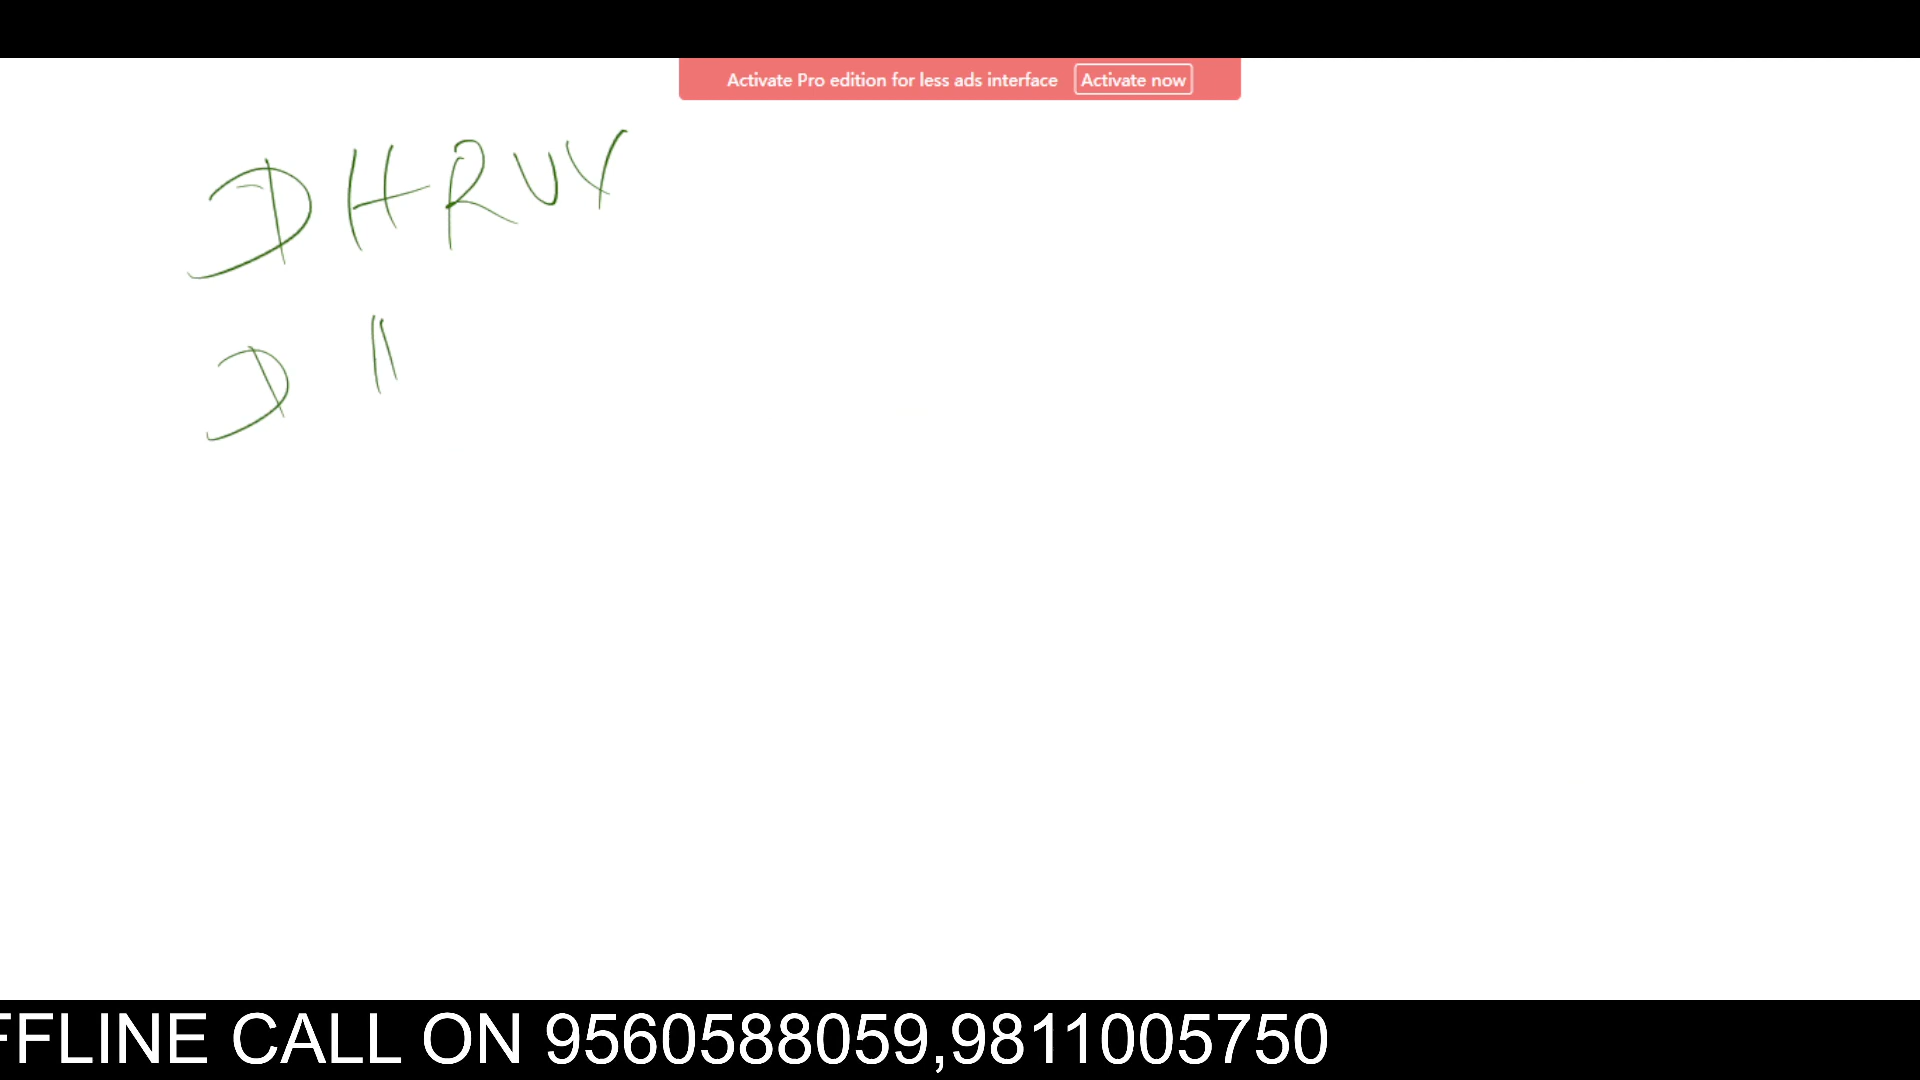 Activate Pro edition for less ads interface Activate now
DHRUV
D
FFLINE CALL ON 9560588059,9811005750